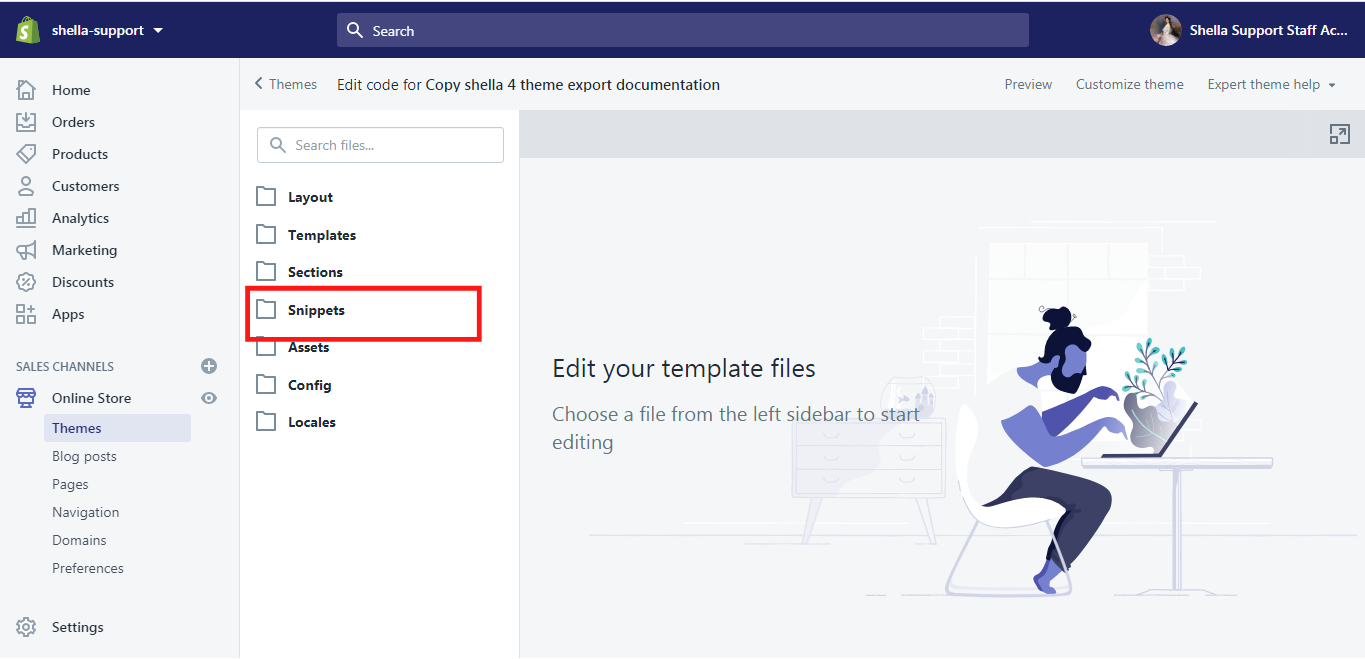 shella-support
Search
Shella Support Staff Ac...
Home
Orders
Products
Customers
Analytics
Marketing
Discounts
Apps
SALES CHANNELS
Online Store
Themes
Blog posts
Pages
Navigation
Domains
Preferences
Settings
Themes
Edit code for Copy shella 4 theme export documentation
Preview
Customize theme
Expert theme help
Search files...
Layout
Templates
Sections
Snippets
Assets
Config
Locales
Edit your template files
Choose a file from the left sidebar to start
editing